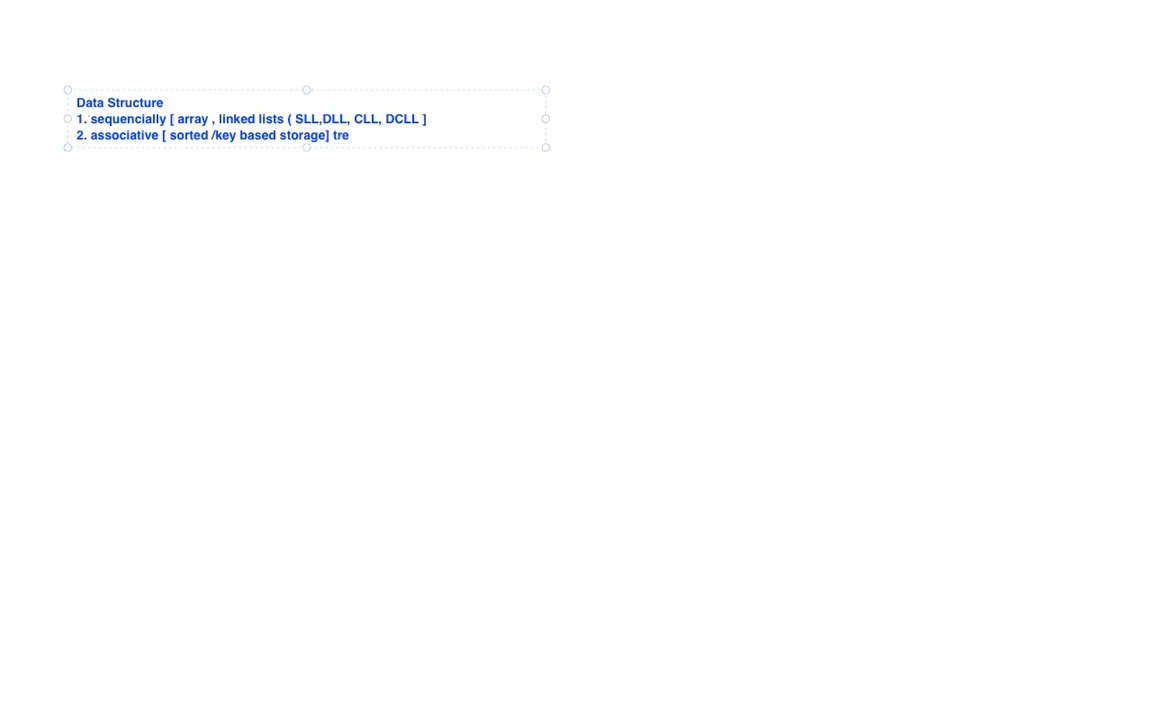 Data Structure
1. sequencially [ array , linked lists ( SLL,DLL, CLL, DCLL ]
2. associative [ sorted /key based storage] tre